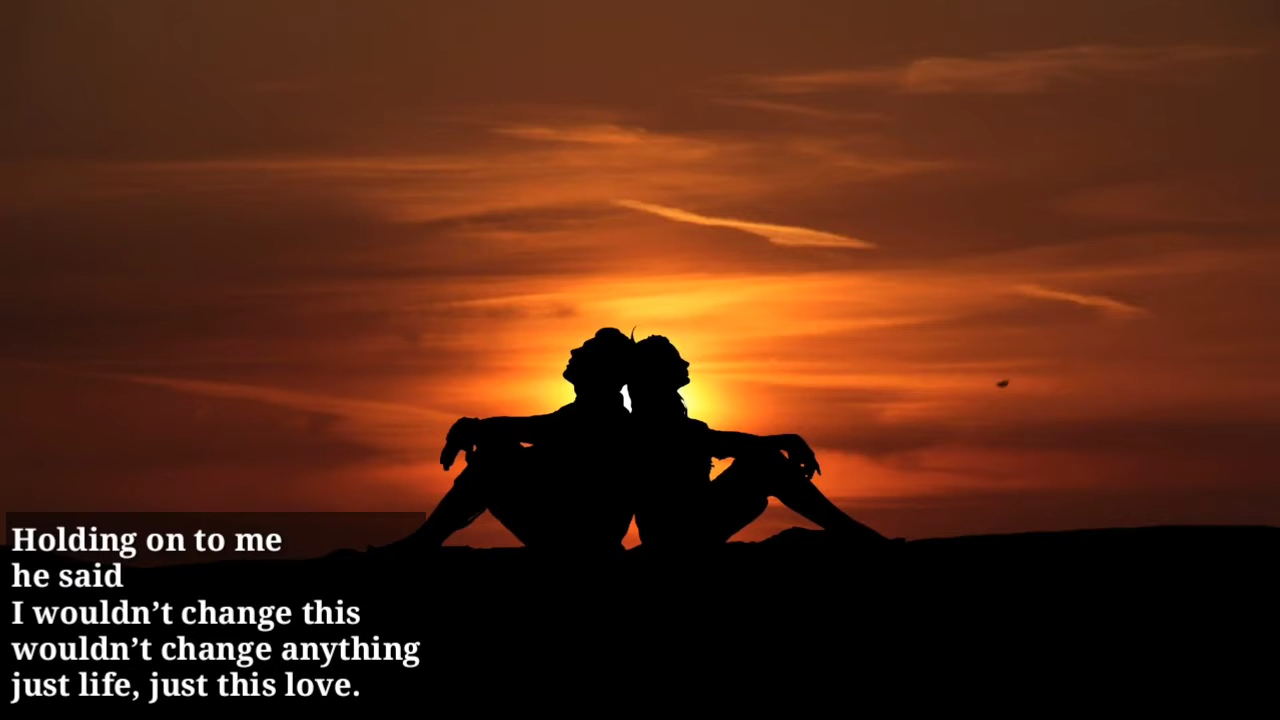 Holding on to me
he said
I wouldn’t change this
wouldn’t change anything
just life, just this love.